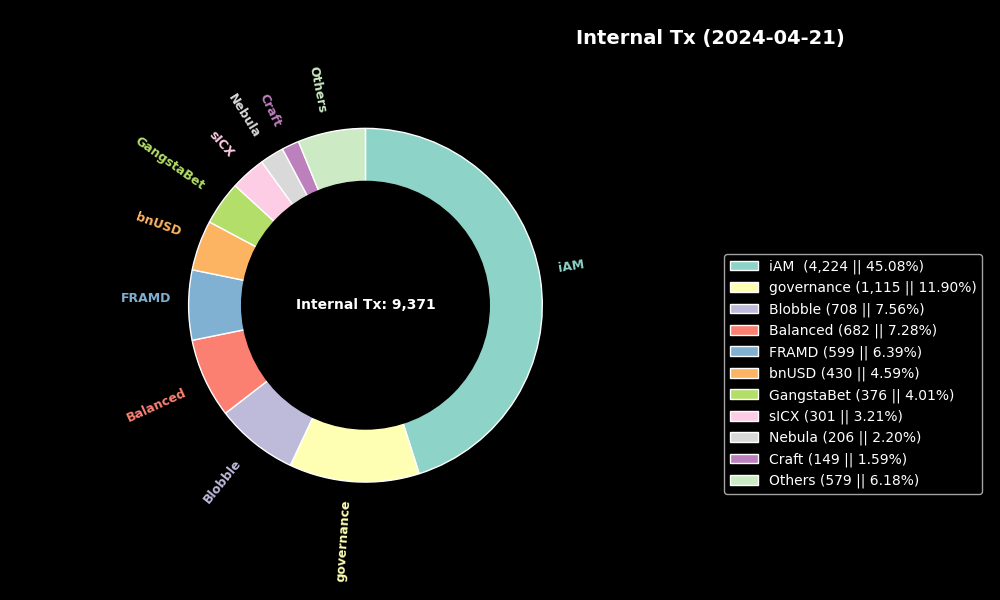 Internal Tx (2024-04-21)
Others
Craft
Nebula
sICX
GangstaBet
bnUSD
FRAMD
Balanced
Blobble
governance
iAM
Internal Tx: 9,371
iAM  (4,224 || 45.08%)
governance (1,115 || 11.90%)
Blobble (708 || 7.56%)
Balanced (682 || 7.28%)
FRAMD (599 || 6.39%)
bnUSD (430 || 4.59%)
GangstaBet (376 || 4.01%)
sICX (301 || 3.21%)
Nebula (206 || 2.20%)
Craft (149 || 1.59%)
Others (579 || 6.18%)